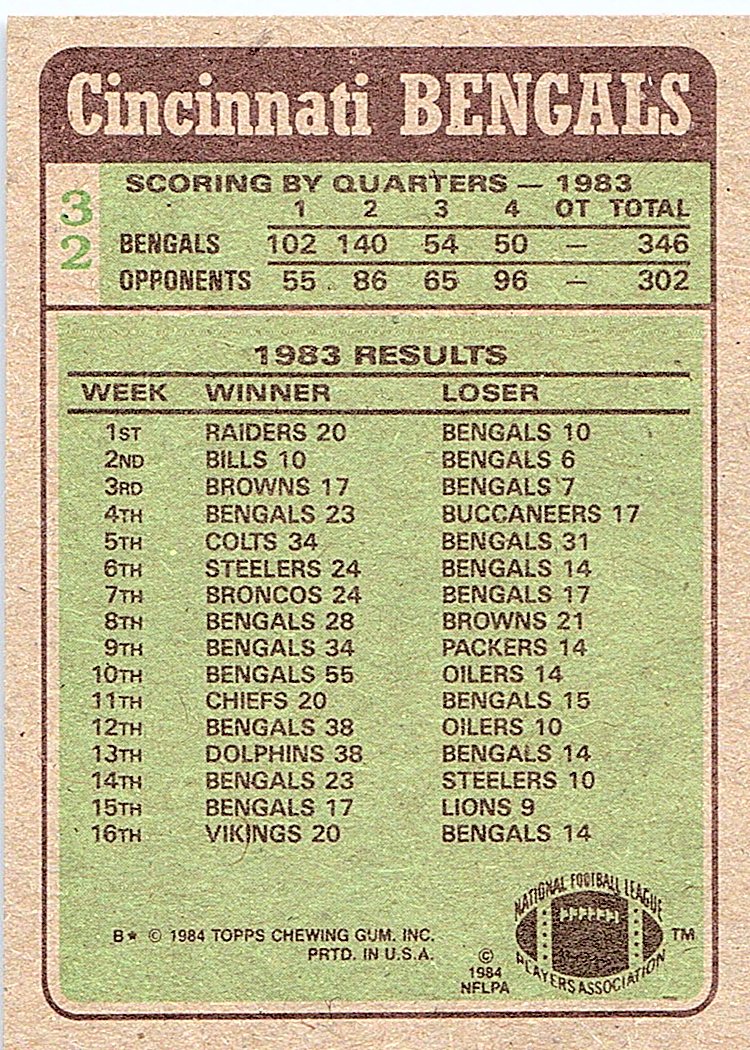 Cincinnati BENGALS
32
SCORING BY QUARTERS — 1983
1 2 3 4 OT TOTAL
BENGALS 102 140 54 50 — 346
OPPONENTS 55 86 65 96 — 302
1983 RESULTS
WEEK WINNER LOSER
1ST RAIDERS 20 BENGALS 10
2ND BILLS 10 BENGALS 6
3RD BROWNS 17 BENGALS 7
4TH BENGALS 23 BUCCANEERS 17
5TH COLTS 34 BENGALS 31
6TH STEELERS 24 BENGALS 14
7TH BRONCOS 24 BENGALS 17
8TH BENGALS 28 BROWNS 21
9TH BENGALS 34 PACKERS 14
10TH BENGALS 55 OILERS 14
11TH CHIEFS 20 BENGALS 15
12TH BENGALS 38 OILERS 10
13TH DOLPHINS 38 BENGALS 14
14TH BENGALS 23 STEELERS 10
15TH BENGALS 17 LIONS 9
16TH VIKINGS 20 BENGALS 14
B★ © 1984 TOPPS CHEWING GUM. INC.
PRTD. IN U.S.A.
©
1984
NFLPA
NATIONAL FOOTBALL LEAGUE
PLAYERS ASSOCIATION
TM